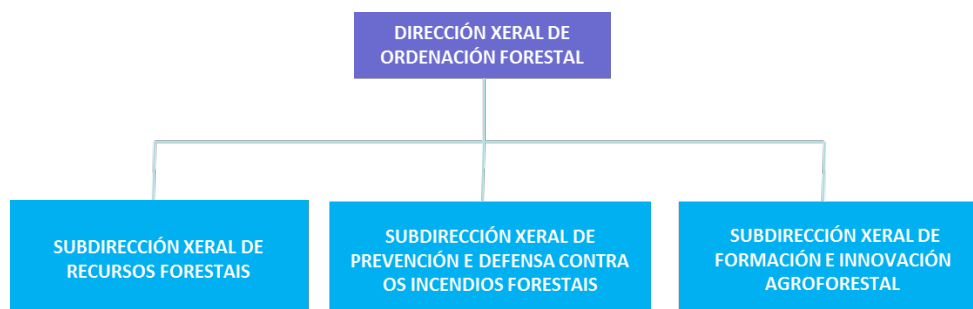 DIRECCIÓN XERAL DE
ORDENACIÓN FORESTAL
SUBDIRECCIÓN XERAL DE
RECURSOS FORESTAIS
SUBDIRECCIÓN XERAL DE
PREVENCIÓN E DEFENSA CONTRA
OS INCENDIOS FORESTAIS
SUBDIRECCIÓN XERAL DE
FORMACIÓN E INNOVACIÓN
AGROFORESTAL